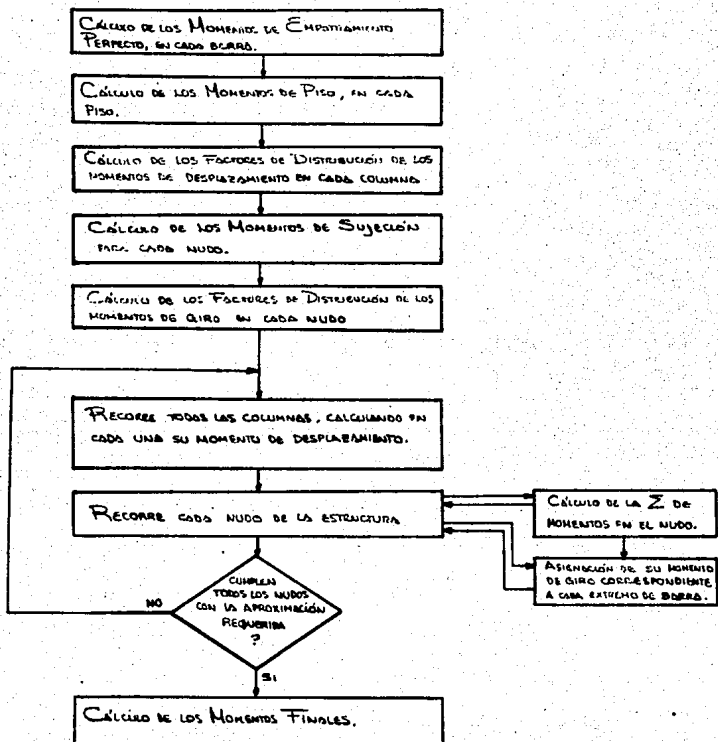 CÁLCULO DE LOS MOMENTOS DE EMPOTRAMIENTO
PERFECTO, EN CADA BARRA.
CÁLCULO DE LOS MOMENTOS DE PISO, EN CADA
PISO.
CÁLCULO DE LOS FACTORES DE DISTRIBUCIÓN DE LOS
MOMENTOS DE DESPLAZAMIENTO EN CADA COLUMNA
CÁLCULO DE LOS MOMENTOS DE SUJECIÓN
PARA CADA NUDO.
CÁLCULO DE LOS FACTORES DE DISTRIBUCIÓN DE LOS
MOMENTOS DE GIRO EN CADA NUDO
RECORRE TODAS LAS COLUMNAS, CALCULANDO EN
CADA UNA SU MOMENTO DE DESPLAZAMIENTO.
RECORRE CADA NUDO DE LA ESTRUCTURA
CÁLCULO DE LA Σ DE
MOMENTOS EN EL NUDO.
ASIGNACIÓN DE SU MOMENTO
DE GIRO CORRESPONDIENTE
A CADA EXTREMO DE BARRA.
CUMPLEN
TODOS LOS NUDOS
CON LA APROXIMACIÓN
REQUERIDA
?
NO
SI
CÁLCULO DE LOS MOMENTOS FINALES.